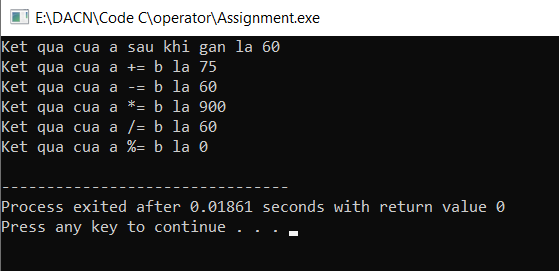 E:\DACN\Code C\operator\Assignment.exe
Ket qua cua a sau khi gan la 60
Ket qua cua a += b la 75
Ket qua cua a -= b la 60
Ket qua cua a *= b la 900
Ket qua cua a /= b la 60
Ket qua cua a %= b la 0
--------------------------------
Process exited after 0.01861 seconds with return value 0
Press any key to continue . . .